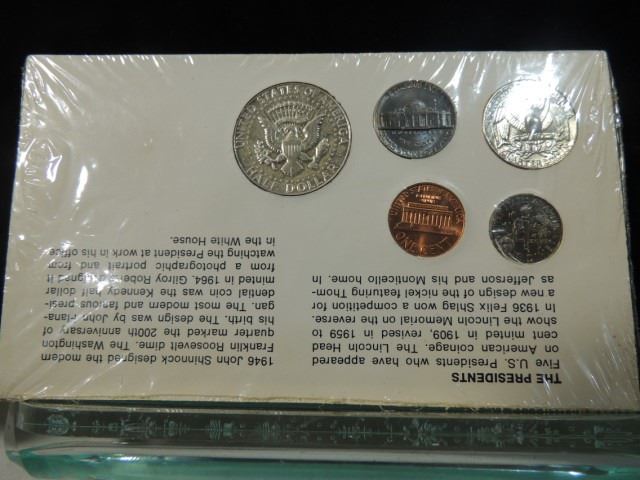 THE PRESIDENTS
Five U.S. Presidents have appeared
on American coinage. The Lincoln Head
cent minted in 1909, revised in 1959 to
show the Lincoln Memorial on the reverse.
In 1936 Felix Shlag won a competition for
a new design of the nickel featuring Thom-
as Jefferson and his Monticello home. In
1946 John Shinnock designed the modern
Franklin Roosevelt dime. The Washington
quarter marked the 200th anniversary of
his birth. The design was by John Flana-
gan. The most modern and famous presi-
dential coin was the Kennedy half dollar
minted 1964. Gilroy Roberts designed it
from a photographic portrait and from
watching the President at work in his office
in the White House.
UNITED STATES OF AMERICA
HALF DOLLAR
ONE CENT